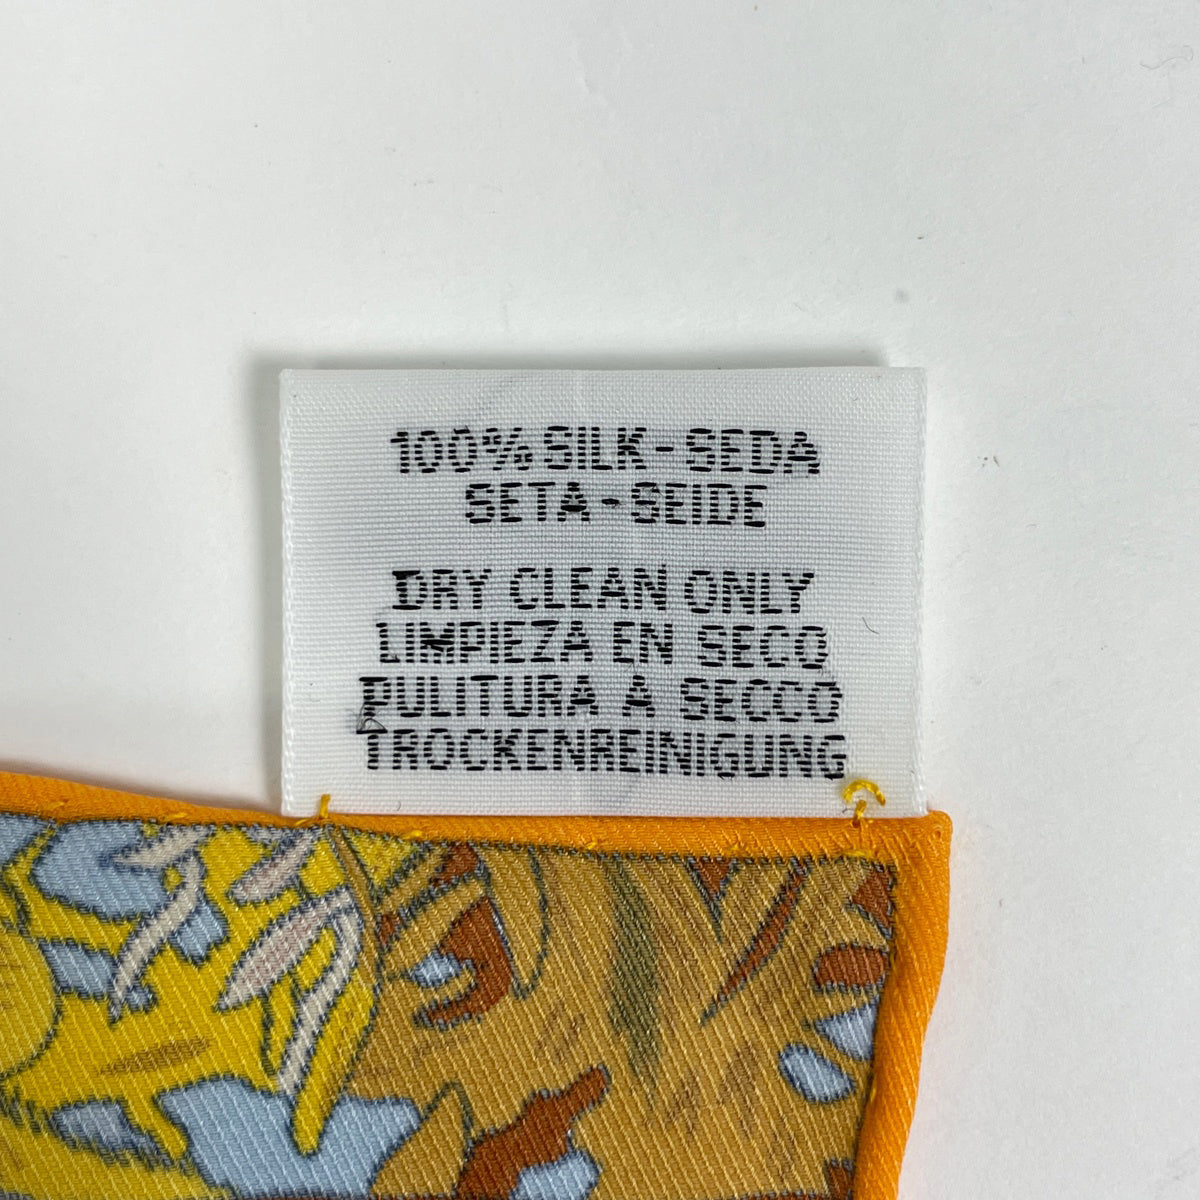 100% SILK - SEDA
SETA - SEIDE
DRY CLEAN ONLY
LIMPIEZA EN SECO
PULITURA A SECCO
TROCKENREINIGUNG